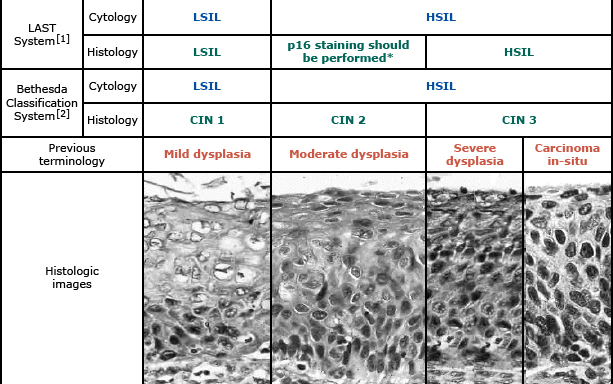 LAST
System[1]
Cytology
LSIL
HSIL
Histology
LSIL
p16 staining should
be performed*
HSIL
Bethesda
Classification
System[2]
Cytology
LSIL
HSIL
Histology
CIN 1
CIN 2
CIN 3
Previous
terminology
Mild dysplasia
Moderate dysplasia
Severe
dysplasia
Carcinoma
in-situ
Histologic
images